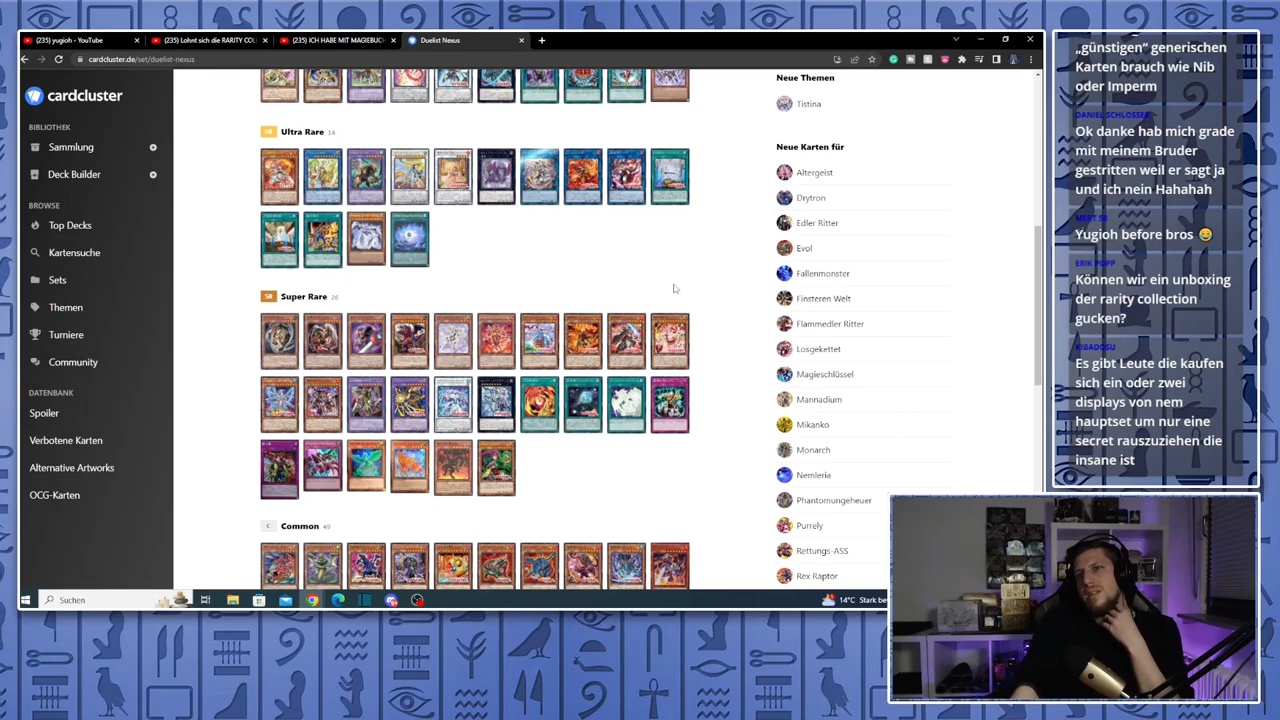 (235) yugioh - YouTube
(235) Lohnt sich die RARITY COL
(235) ICH HABE MIT MAGIEBUCH
Duelist Nexus
cardcluster.de/set/duelist-nexus
cardcluster
BIBLIOTHEK
Sammlung
Deck Builder
BROWSE
Top Decks
Kartensuche
Sets
Themen
Turniere
Community
DATENBANK
Spoiler
Verbotene Karten
Alternative Artworks
OCG-Karten
UR Ultra Rare 14
SR Super Rare 26
C Common 49
Neue Themen
Tistina
Neue Karten für
Altergeist
Drytron
Edler Ritter
Evol
Fallenmonster
Finsteren Welt
Flammedler Ritter
Losgekettet
Magieschlüssel
Mannadium
Mikanko
Monarch
Nemleria
Phantomungeheuer
Purrely
Rettungs-ASS
Rex Raptor
Suchen
14°C Stark be
„günstigen“ generischen
Karten brauch wie Nib
oder Imperm
DANIEL SCHLOSSER
Ok danke hab mich grade
mit meinem Bruder
gestritten weil er sagt ja
und ich nein Hahahah
Yugioh before bros 😂
ERIK POPP
Können wir ein unboxing
der rarity collection
gucken?
KIBADOSU
Es gibt Leute die kaufen
sich ein oder zwei
displays von nem
hauptset um nur eine
secret rauszuziehen die
insane ist